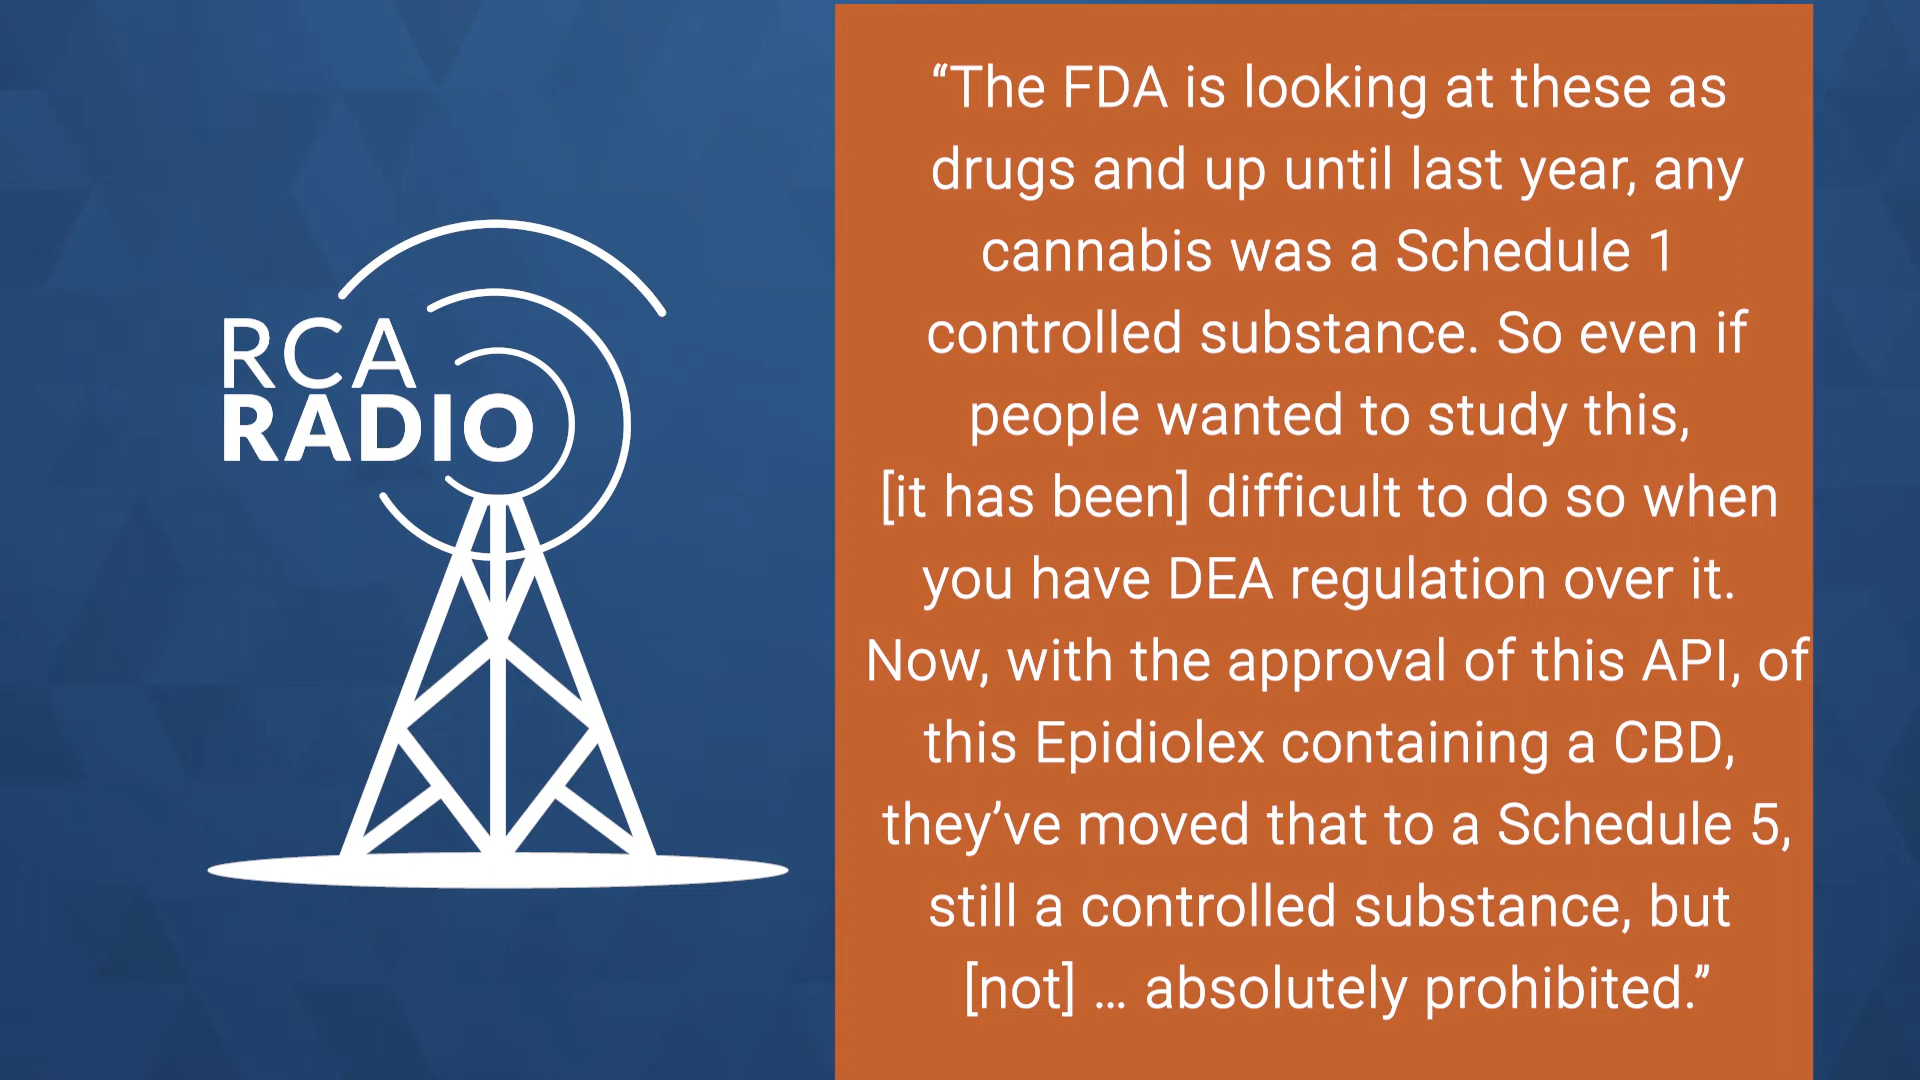 RCA
RADIO
“The FDA is looking at these as
drugs and up until last year, any
cannabis was a Schedule 1
controlled substance. So even if
people wanted to study this,
[it has been] difficult to do so when
you have DEA regulation over it.
Now, with the approval of this API, of
this Epidiolex containing a CBD,
they’ve moved that to a Schedule 5,
still a controlled substance, but
[not] … absolutely prohibited.”